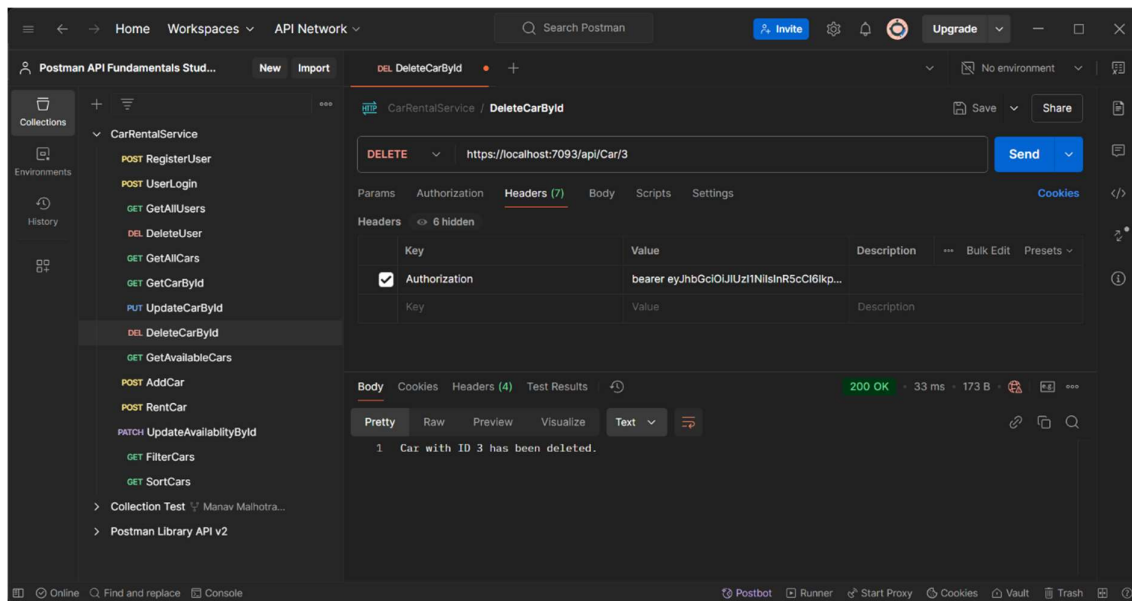 Home Workspaces API Network Search Postman Invite Upgrade
Postman API Fundamentals Stud... New Import DEL DeleteCarById No environment
Collections
Environments
History
CarRentalService
POST RegisterUser
POST UserLogin
GET GetAllUsers
DEL DeleteUser
GET GetAllCars
GET GetCarById
PUT UpdateCarById
DEL DeleteCarById
GET GetAvailableCars
POST AddCar
POST RentCar
PATCH UpdateAvailablityById
GET FilterCars
GET SortCars
Collection Test Manav Malhotra...
Postman Library API v2
HTTP CarRentalService / DeleteCarById Save Share
DELETE https://localhost:7093/api/Car/3 Send
Params Authorization Headers (7) Body Scripts Settings Cookies
Headers 6 hidden
Key Value Description Bulk Edit Presets
Authorization bearer eyJhbGciOiJIUzI1NiIsInR5cCI6Ikp...
Key Value Description
Body Cookies Headers (4) Test Results 200 OK 33 ms 173 B e.g.
Pretty Raw Preview Visualize Text
1 Car with ID 3 has been deleted.
Online Find and replace Console Postbot Runner Start Proxy Cookies Vault Trash